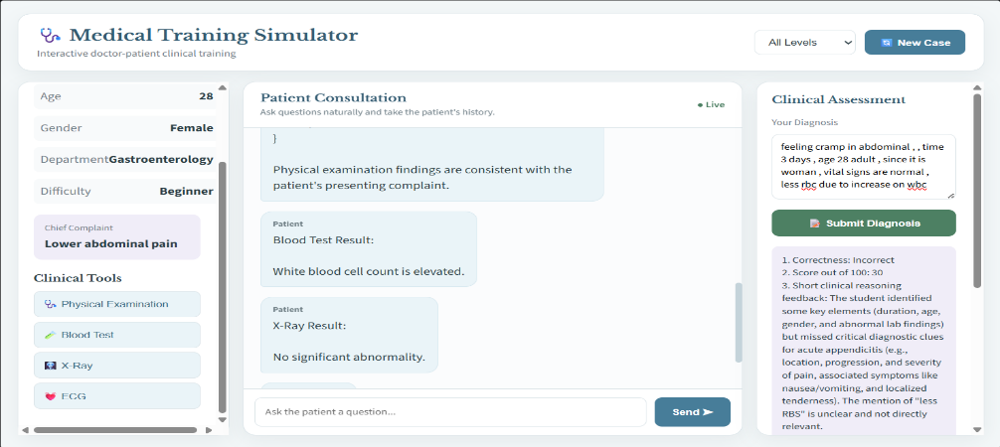 Medical Training Simulator
Interactive doctor-patient clinical training
All Levels
New Case
Age 28
Gender Female
DepartmentGastroenterology
Difficulty Beginner
Chief Complaint
Lower abdominal pain
Clinical Tools
Physical Examination
Blood Test
X-Ray
ECG
Patient Consultation
Ask questions naturally and take the patient's history.
Live
}
Physical examination findings are consistent with the
patient's presenting complaint.
Patient
Blood Test Result:
White blood cell count is elevated.
Patient
X-Ray Result:
No significant abnormality.
Ask the patient a question...
Send
Clinical Assessment
Your Diagnosis
feeling cramp in abdominal , , time
3 days , age 28 adult , since it is
woman , vital signs are normal ,
less rbc due to increase on wbc
Submit Diagnosis
1. Correctness: Incorrect
2. Score out of 100: 30
3. Short clinical reasoning
feedback: The student identified
some key elements (duration, age,
gender, and abnormal lab findings)
but missed critical diagnostic clues
for acute appendicitis (e.g.,
location, progression, and severity
of pain, associated symptoms like
nausea/vomiting, and localized
tenderness). The mention of "less
RBS" is unclear and not directly
relevant.